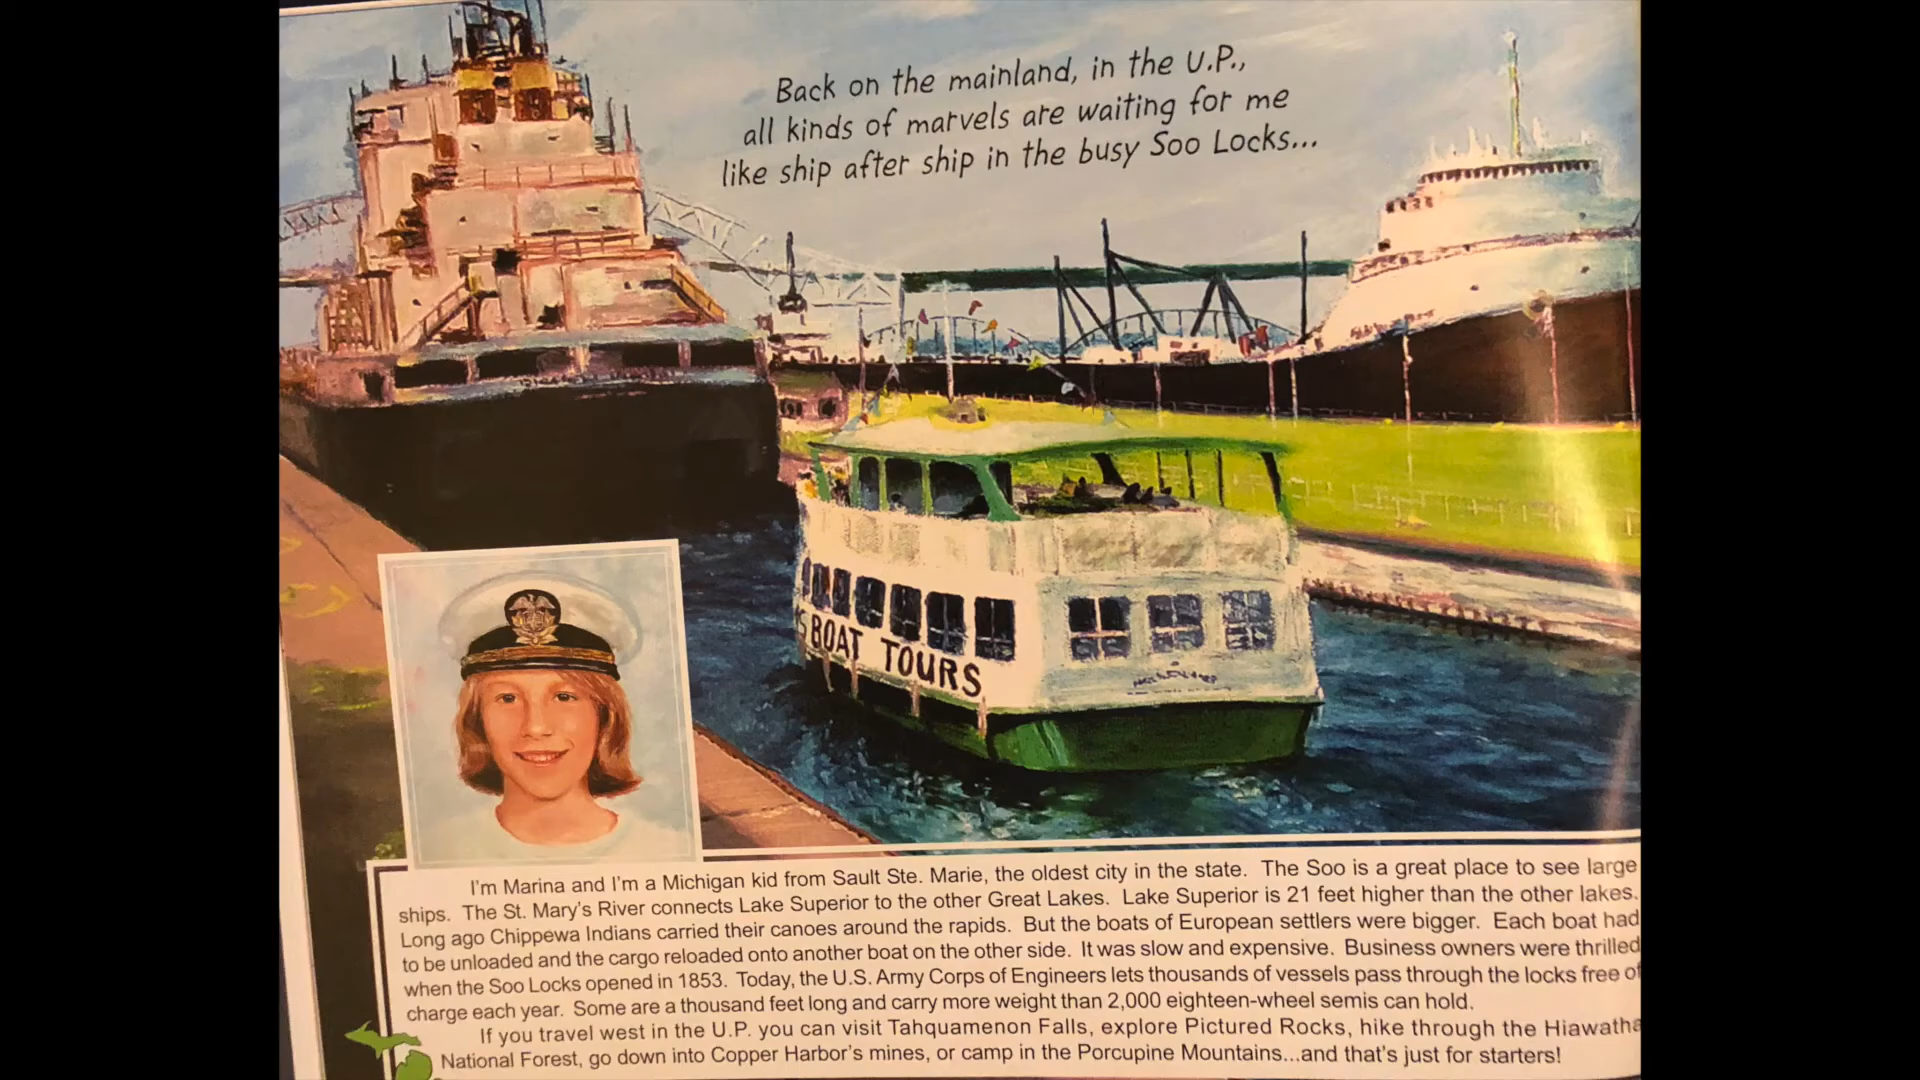 Back on the mainland, in the U.P.,
all kinds of marvels are waiting for me
like ship after ship in the busy Soo Locks...
S BOAT TOURS
I'm Marina and I'm a Michigan kid from Sault Ste. Marie, the oldest city in the state. The Soo is a great place to see large
ships. The St. Mary's River connects Lake Superior to the other Great Lakes. Lake Superior is 21 feet higher than the other lakes.
Long ago Chippewa Indians carried their canoes around the rapids. But the boats of European settlers were bigger. Each boat had
to be unloaded and the cargo reloaded onto another boat on the other side. It was slow and expensive. Business owners were thrilled
when the Soo Locks opened in 1853. Today, the U.S. Army Corps of Engineers lets thousands of vessels pass through the locks free of
charge each year. Some are a thousand feet long and carry more weight than 2,000 eighteen-wheel semis can hold.
If you travel west in the U.P. you can visit Tahquamenon Falls, explore Pictured Rocks, hike through the Hiawatha
National Forest, go down into Copper Harbor's mines, or camp in the Porcupine Mountains...and that's just for starters!